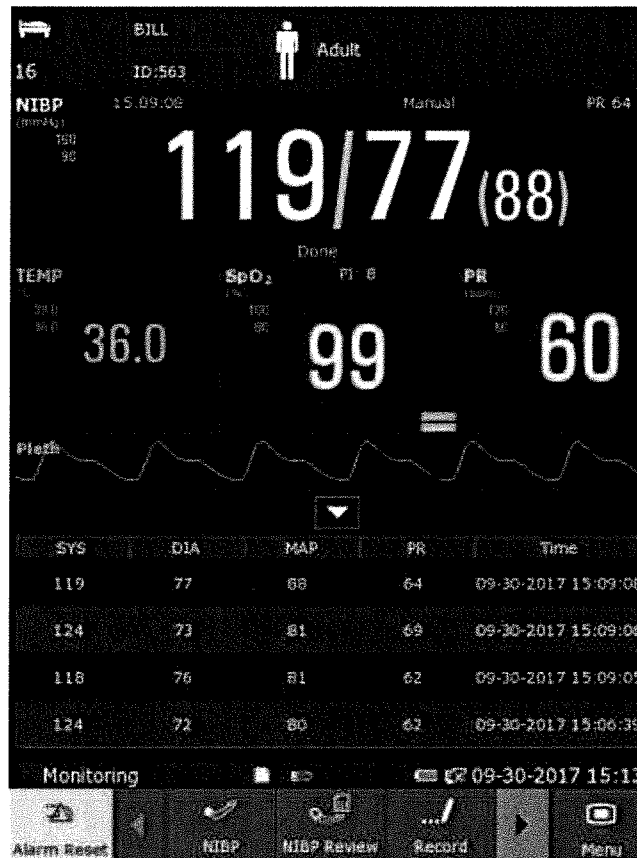 BILL
Adult
16 ID:563
NIBP 15:09:08 Manual PR 64
(mmHg)
160
90
119/77(88)
Done
TEMP SpO₂ PI: 8 PR
°C (%) (bpm)
100 120
36.0 99 60
Pleth
SYS DIA MAP PR Time
119 77 88 64 09-30-2017 15:09:08
124 73 81 69 09-30-2017 15:09:06
118 76 81 62 09-30-2017 15:09:05
124 72 80 62 09-30-2017 15:06:39
Monitoring 09-30-2017 15:13
Alarm Reset NIBP NIBP Review Record Menu